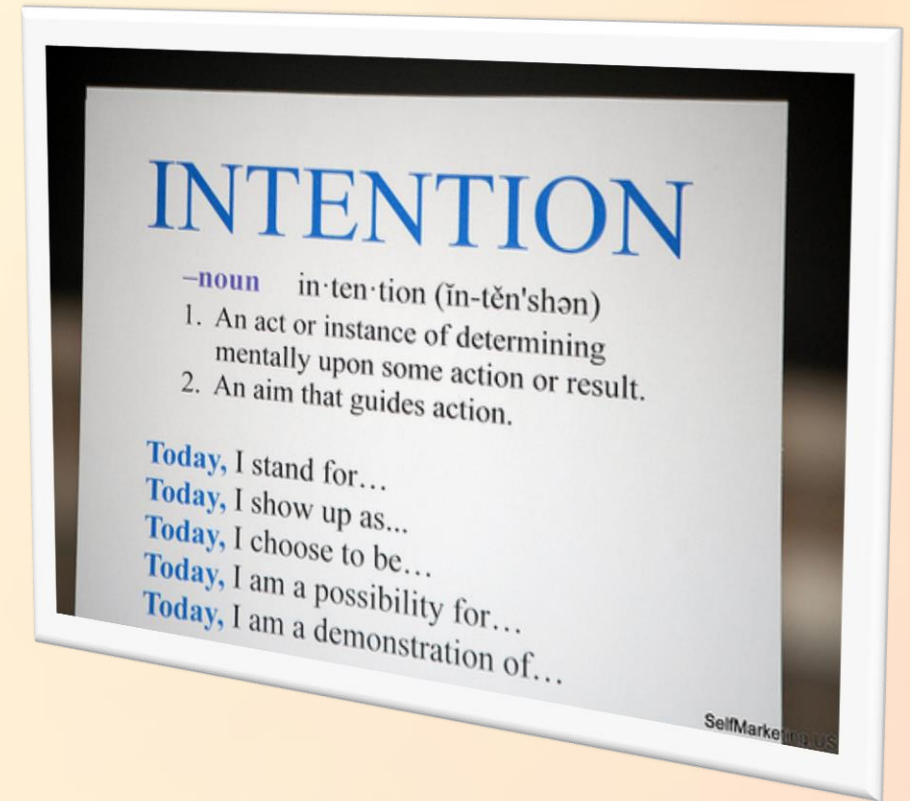 INTENTION
–noun in·ten·tion (ĭn-tĕn'shən)
1. An act or instance of determining
mentally upon some action or result.
2. An aim that guides action.
Today, I stand for…
Today, I show up as...
Today, I choose to be…
Today, I am a possibility for…
Today, I am a demonstration of…
SelfMarketing.US